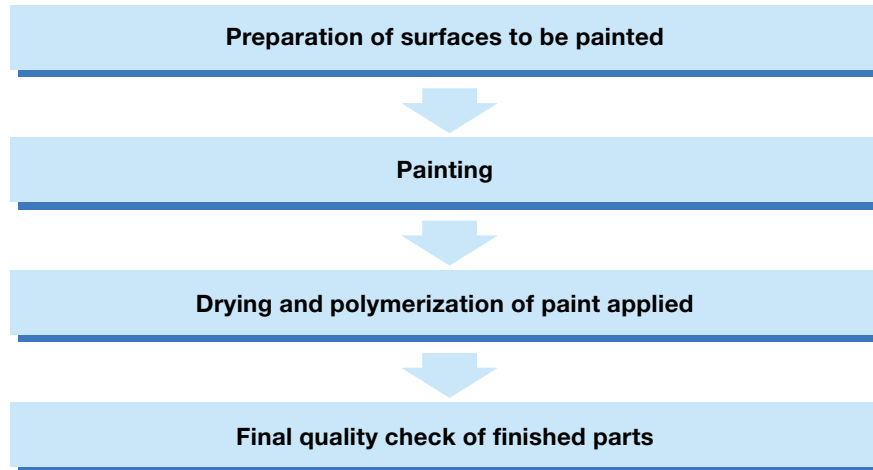 Preparation of surfaces to be painted
Painting
Drying and polymerization of paint applied
Final quality check of finished parts